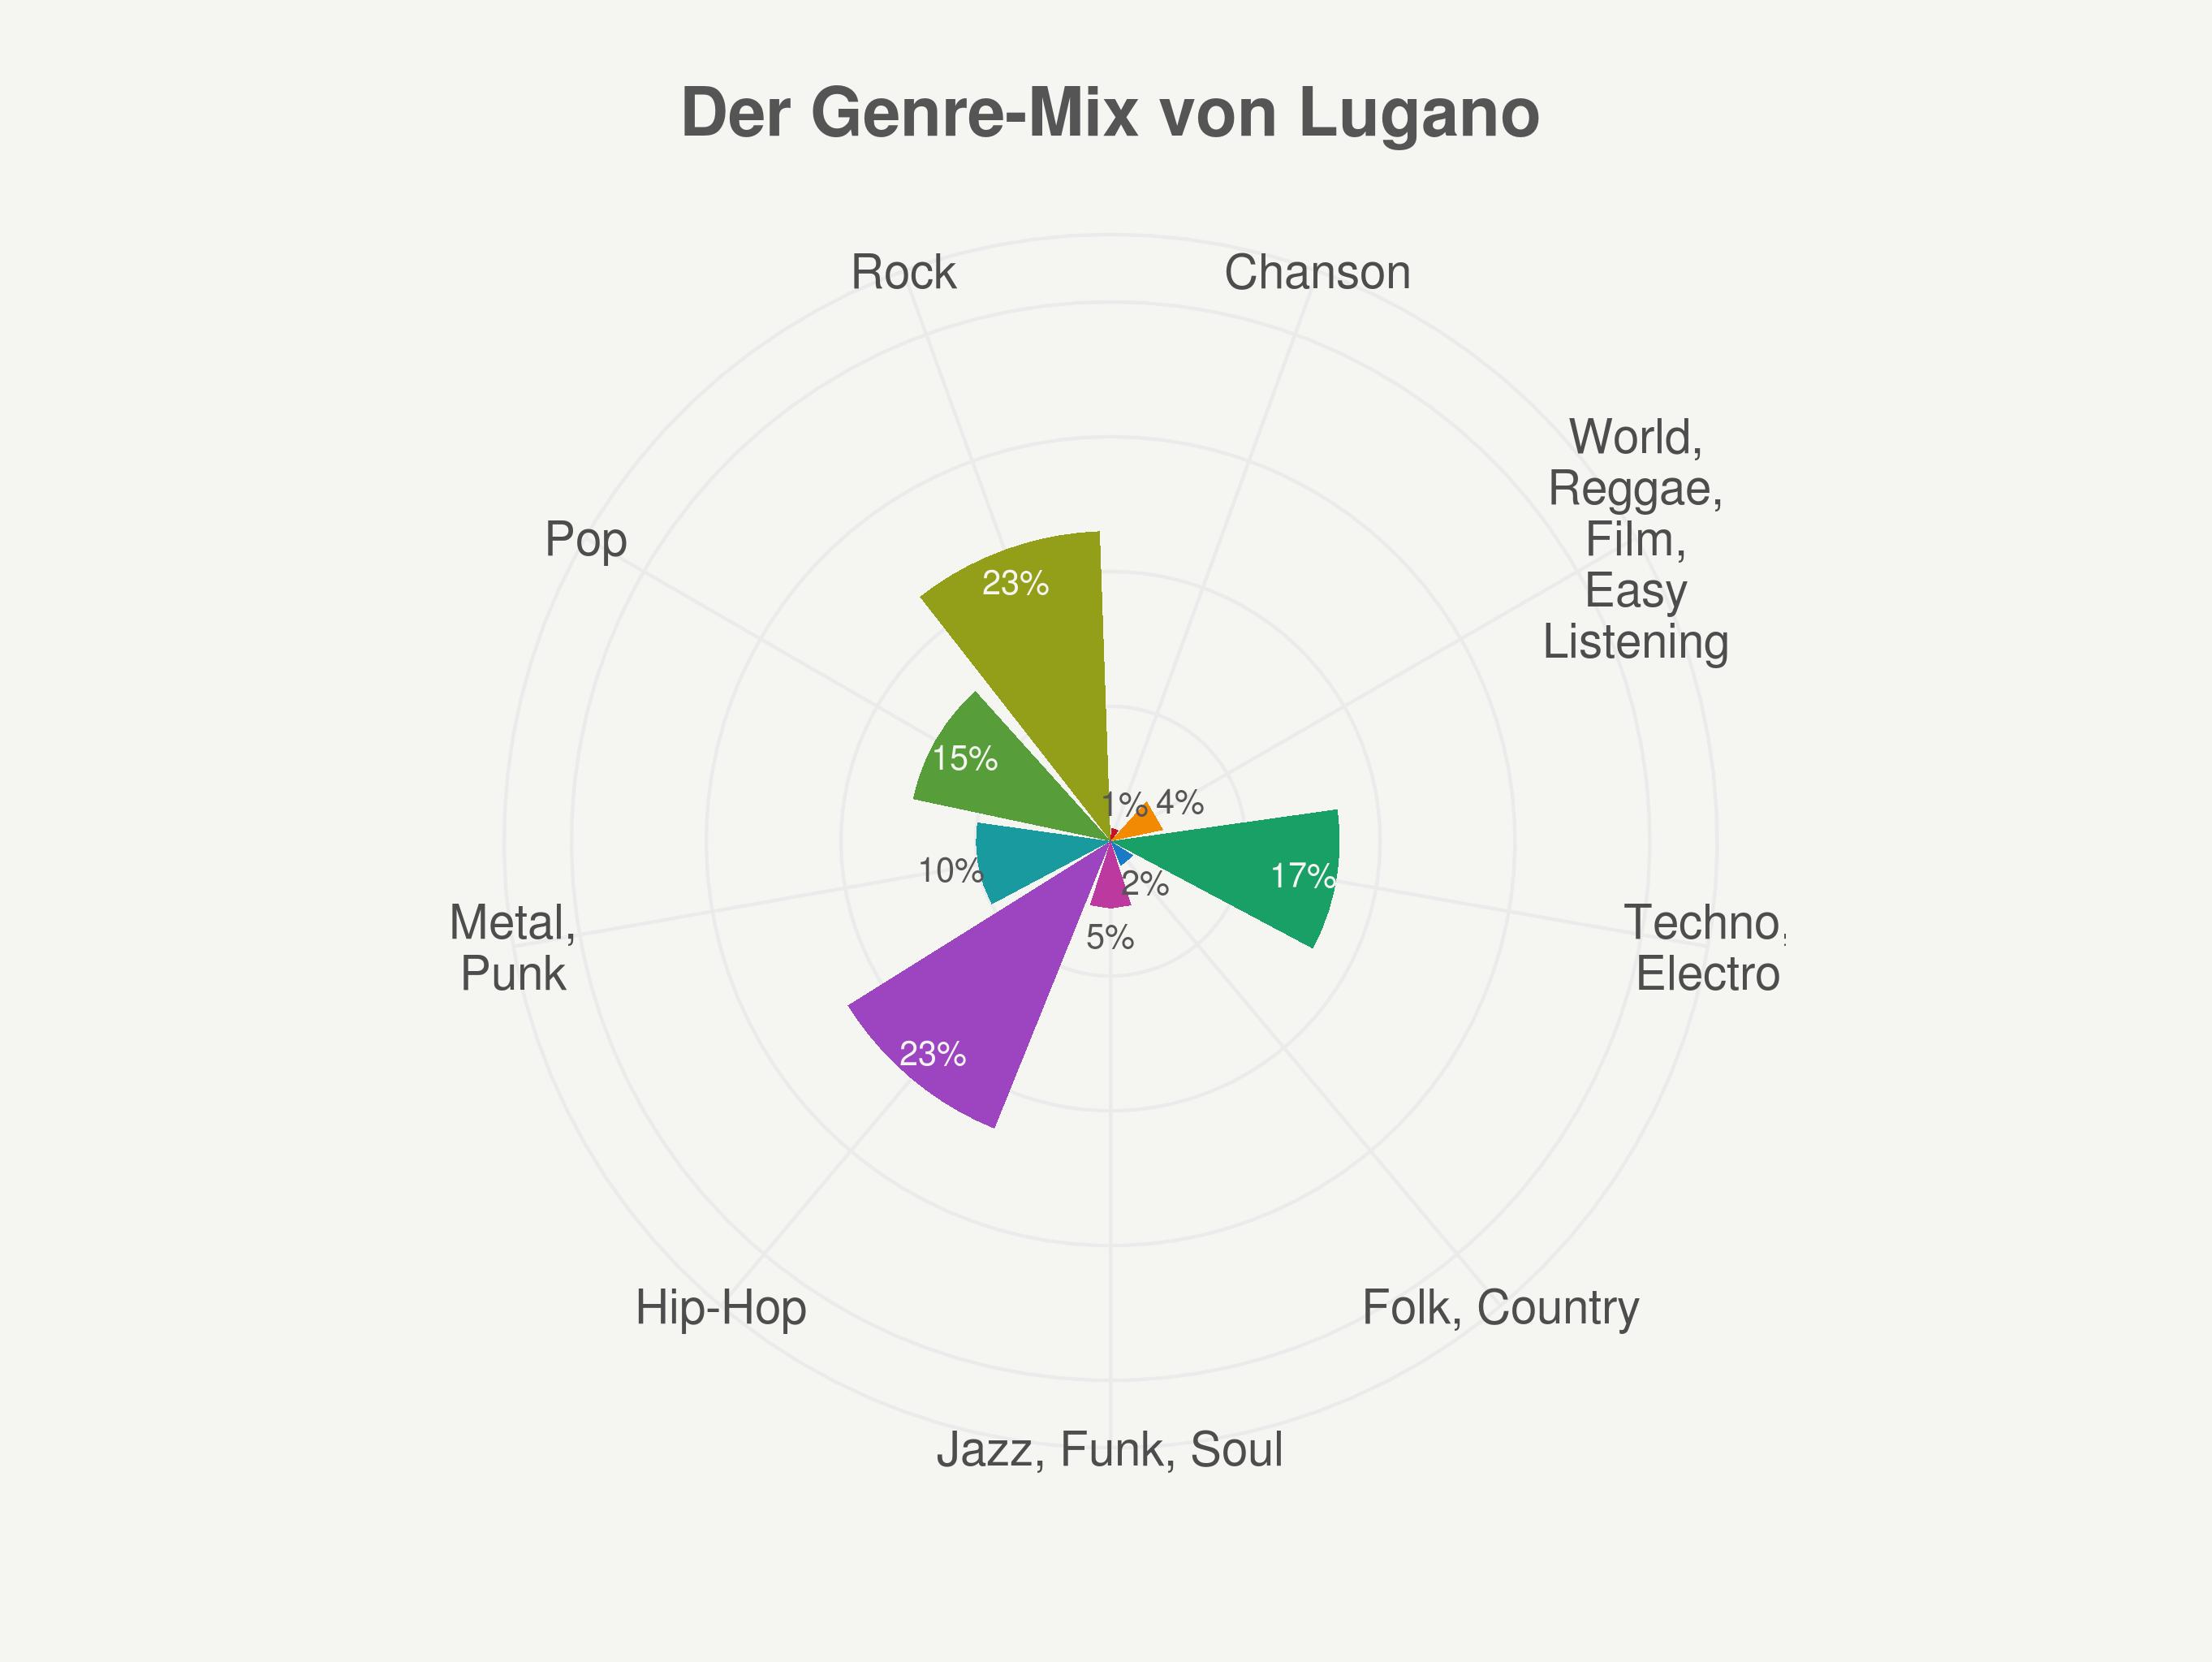 Der Genre-Mix von Lugano
Rock
Chanson
World,
Reggae,
Film,
Easy
Listening
Pop
23%
15%
1%
4%
10%
17%
2%
Metal,
Punk
Techno,
Electro
5%
23%
Hip-Hop
Folk, Country
Jazz, Funk, Soul